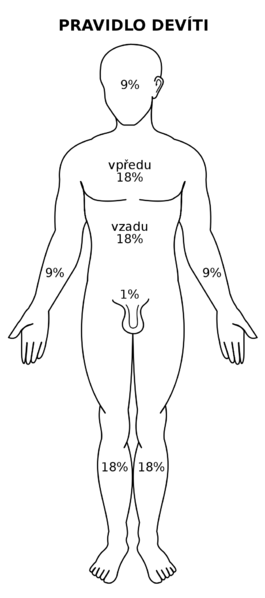 PRAVIDLO DEVÍTI
9%
vpředu
18%
vzadu
18%
9%
9%
1%
18%
18%